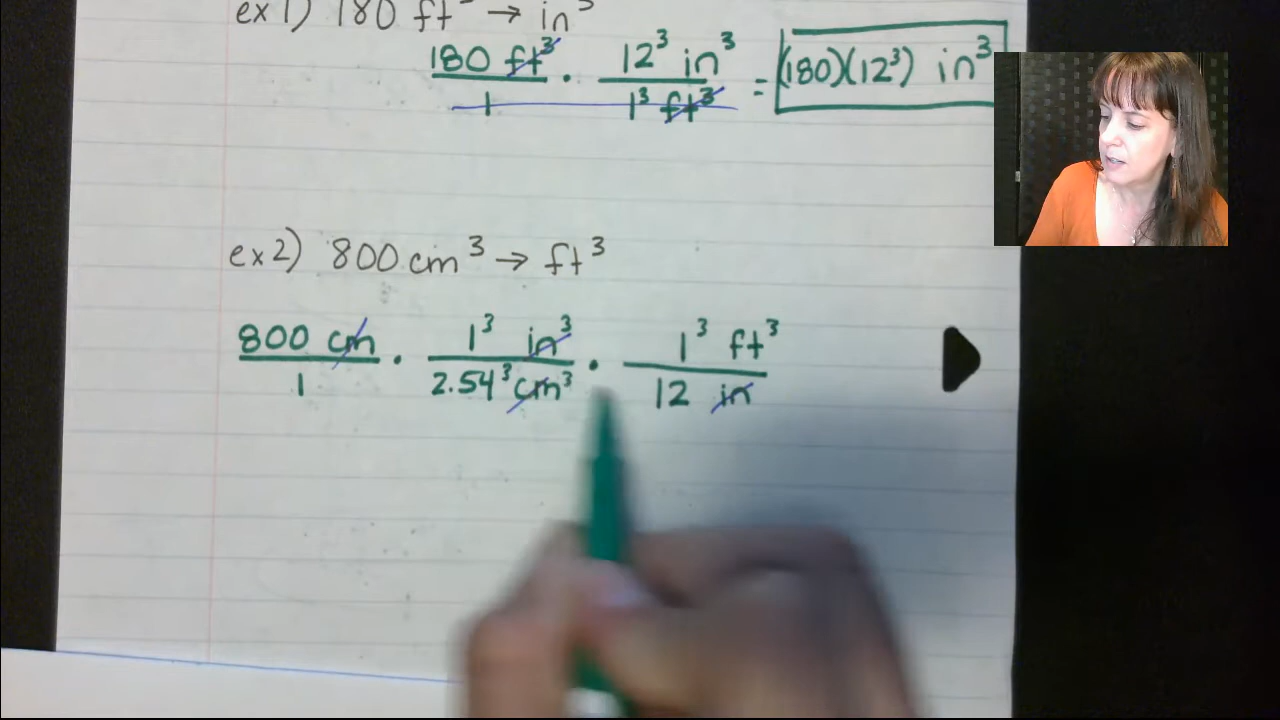 ex 1) 180 ft³ → in³
180 ft³ / 1 · 12³ in³ / 1³ ft³ = (180)(12³) in³
ex 2) 800 cm³ → ft³
800 cm / 1 · 1³ in³ / 2.54³ cm³ · 1³ ft³ / 12 in